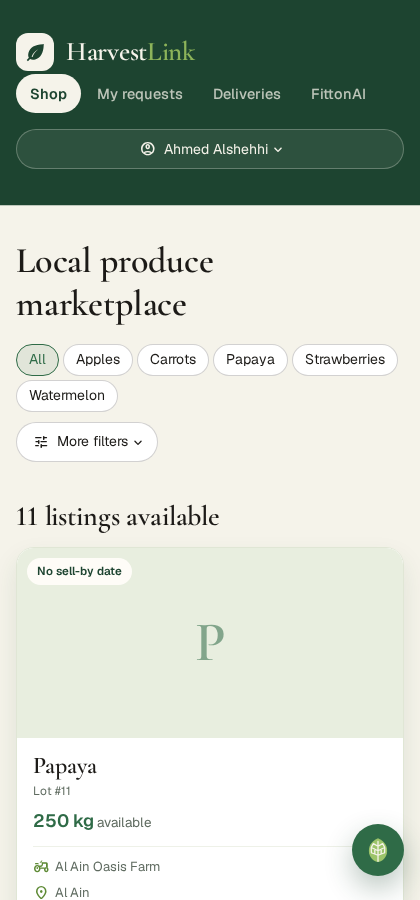 HarvestLink
Shop My requests Deliveries FittonAI
Ahmed Alshehhi
Local produce
marketplace
All Apples Carrots Papaya Strawberries
Watermelon
More filters
11 listings available
No sell-by date
P
Papaya
Lot #11
250 kg available
Al Ain Oasis Farm
Al Ain